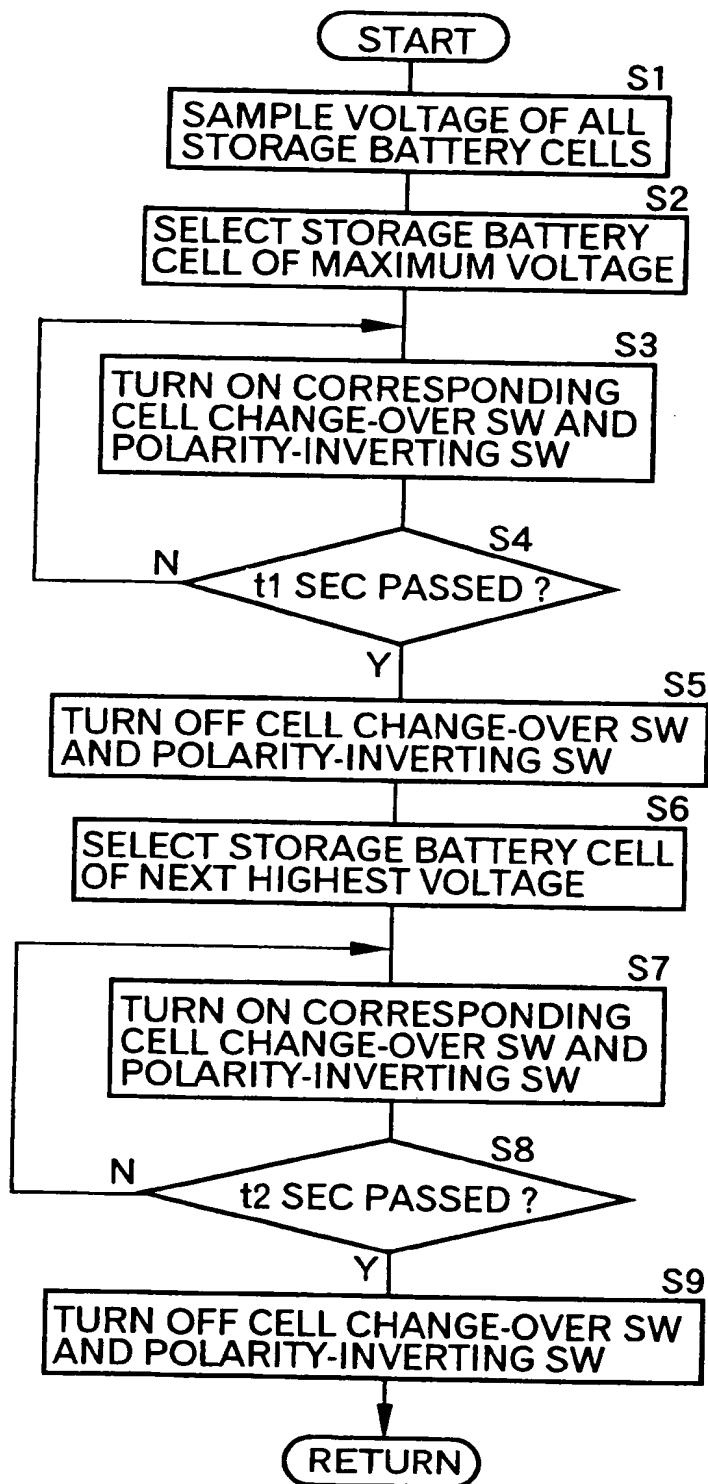 START
S1
SAMPLE VOLTAGE OF ALL
STORAGE BATTERY CELLS
S2
SELECT STORAGE BATTERY
CELL OF MAXIMUM VOLTAGE
S3
TURN ON CORRESPONDING
CELL CHANGE-OVER SW AND
POLARITY-INVERTING SW
S4
N
t1 SEC PASSED ?
Y
S5
TURN OFF CELL CHANGE-OVER SW
AND POLARITY-INVERTING SW
S6
SELECT STORAGE BATTERY CELL
OF NEXT HIGHEST VOLTAGE
S7
TURN ON CORRESPONDING
CELL CHANGE-OVER SW AND
POLARITY-INVERTING SW
S8
N
t2 SEC PASSED ?
Y
S9
TURN OFF CELL CHANGE-OVER SW
AND POLARITY-INVERTING SW
RETURN